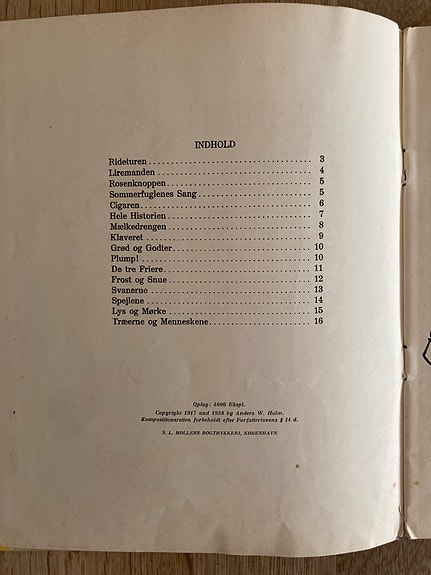 INDHOLD
Rideturen 3
Liremanden 4
Rosenknoppen 5
Sommerfuglenes Sang 5
Cigaren 6
Hele Historien 7
Mælkedrengen 8
Klaveret 9
Grød og Godter 10
Plump! 10
De tre Friere 11
Frost og Snue 12
Svanerne 13
Spejlene 14
Lys og Mørke 15
Træerne og Menneskene 16
Oplag: 4000 Ekspl.
Copyright 1917 and 1938 by Anders W. Holm.
Kompositionsretten forbeholdt efter Forfatterlovens § 14 d.
S. L. MØLLERS BOGTRYKKERI, KØBENHAVN